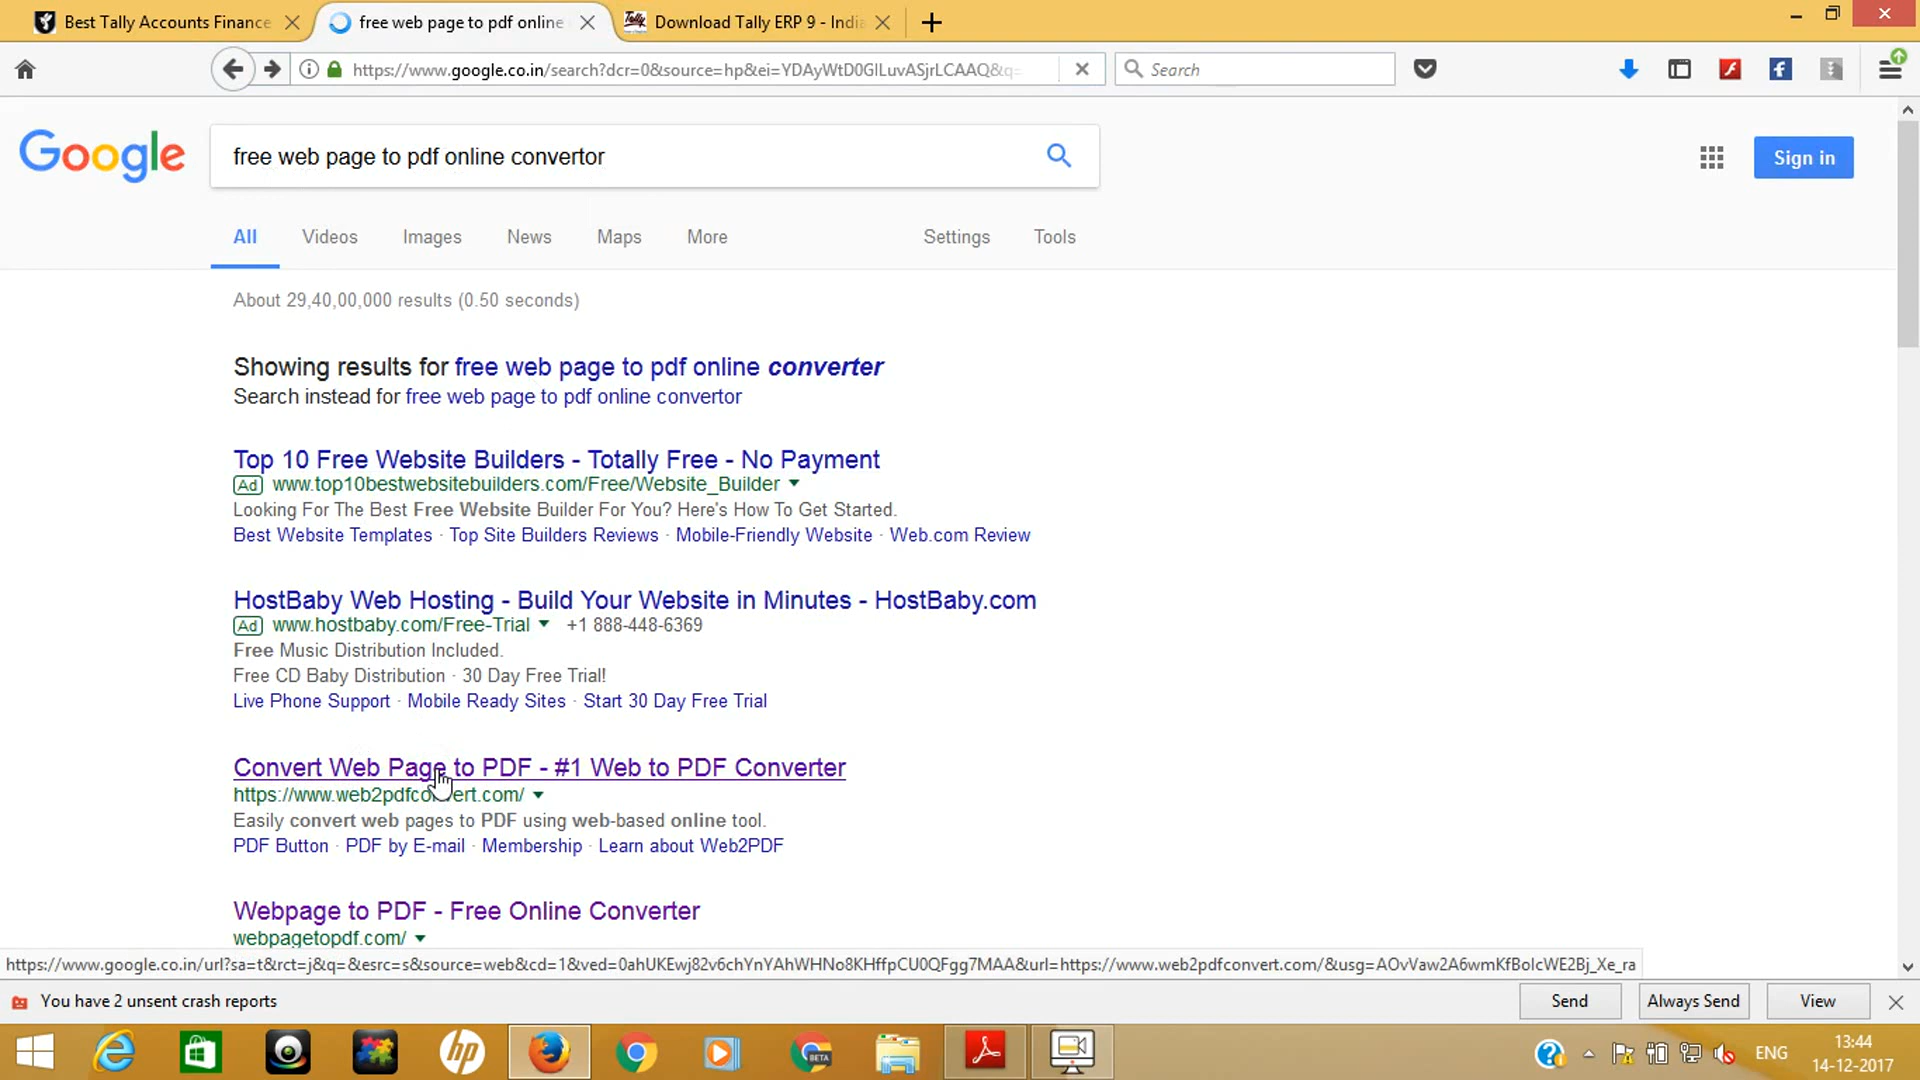 Best Tally Accounts Finance
free web page to pdf online
Download Tally ERP 9 - Indi
https://www.google.co.in/search?dcr=0&source=hp&ei=YDAyWtD0GILuvASjrLCAAQ&q=
Search
Google
free web page to pdf online convertor
Sign in
All Videos Images News Maps More Settings Tools
About 29,40,00,000 results (0.50 seconds)
Showing results for free web page to pdf online converter
Search instead for free web page to pdf online convertor
Top 10 Free Website Builders - Totally Free - No Payment
Ad www.top10bestwebsitebuilders.com/Free/Website_Builder
Looking For The Best Free Website Builder For You? Here's How To Get Started.
Best Website Templates · Top Site Builders Reviews · Mobile-Friendly Website · Web.com Review
HostBaby Web Hosting - Build Your Website in Minutes - HostBaby.com
Ad www.hostbaby.com/Free-Trial +1 888-448-6369
Free Music Distribution Included.
Free CD Baby Distribution · 30 Day Free Trial!
Live Phone Support · Mobile Ready Sites · Start 30 Day Free Trial
Convert Web Page to PDF - #1 Web to PDF Converter
https://www.web2pdfconvert.com/
Easily convert web pages to PDF using web-based online tool.
PDF Button · PDF by E-mail · Membership · Learn about Web2PDF
Webpage to PDF - Free Online Converter
webpagetopdf.com/
https://www.google.co.in/url?sa=t&rct=j&q=&esrc=s&source=web&cd=1&ved=0ahUKEwj82v6chYnYAhWHNo8KHffpCU0QFgg7MAA&url=https://www.web2pdfconvert.com/&usg=AOvVaw2A6wmKfBolcWE2Bj_Xe_ra
You have 2 unsent crash reports
Send Always Send View
hp
BETA
ENG
13:44
14-12-2017